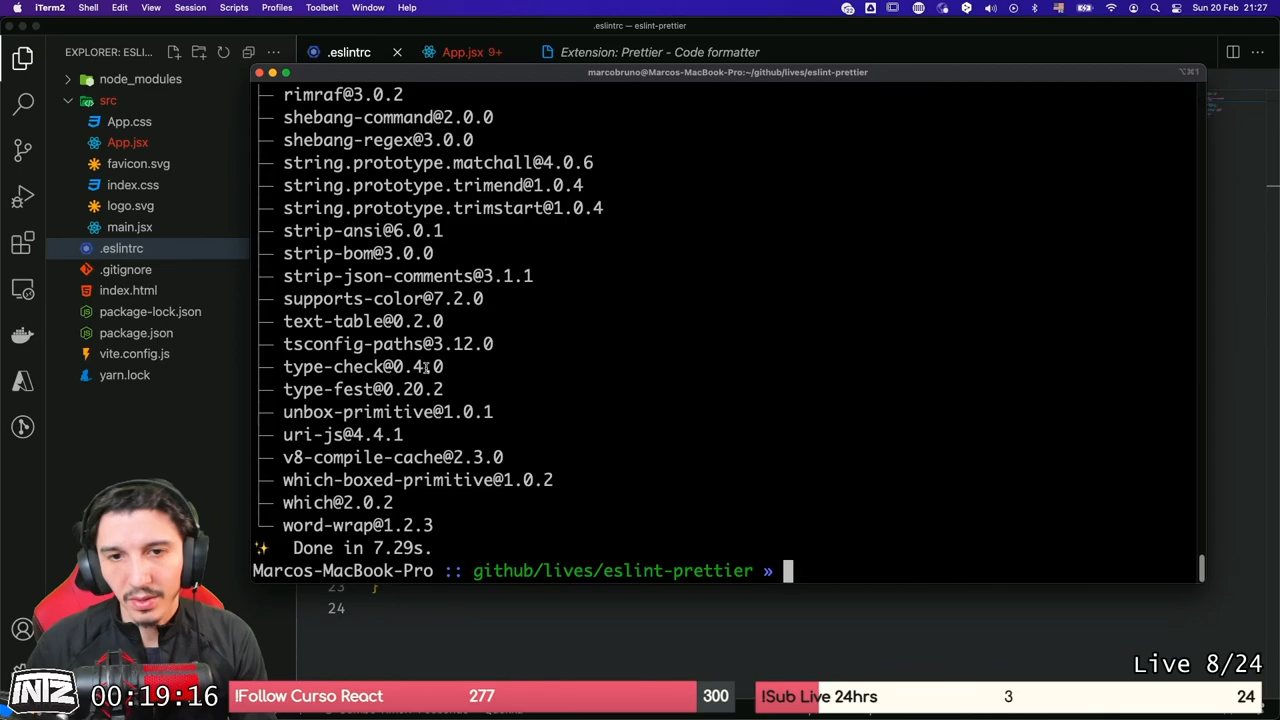 iTerm2 Shell Edit View Session Scripts Profiles Toolbelt Window Help
Sun 20 Feb 21:27
.eslintrc — eslint-prettier
EXPLORER: ESLI...
.eslintrc
App.jsx 9+
Extension: Prettier - Code formatter
marcobruno@Marcos-MacBook-Pro:~/github/lives/eslint-prettier
⌥⌘1
node_modules
src
App.css
App.jsx
favicon.svg
index.css
logo.svg
main.jsx
.eslintrc
.gitignore
index.html
package-lock.json
package.json
vite.config.js
yarn.lock
├─ rimraf@3.0.2
├─ shebang-command@2.0.0
├─ shebang-regex@3.0.0
├─ string.prototype.matchall@4.0.6
├─ string.prototype.trimend@1.0.4
├─ string.prototype.trimstart@1.0.4
├─ strip-ansi@6.0.1
├─ strip-bom@3.0.0
├─ strip-json-comments@3.1.1
├─ supports-color@7.2.0
├─ text-table@0.2.0
├─ tsconfig-paths@3.12.0
├─ type-check@0.4.0
├─ type-fest@0.20.2
├─ unbox-primitive@1.0.1
├─ uri-js@4.4.1
├─ v8-compile-cache@2.3.0
├─ which-boxed-primitive@1.0.2
├─ which@2.0.2
└─ word-wrap@1.2.3
✨ Done in 7.29s.
Marcos-MacBook-Pro :: github/lives/eslint-prettier »
23 }
24
Live 8/24
INTZ
00:19:16
!Follow Curso React 277 300
!Sub Live 24hrs 3 24